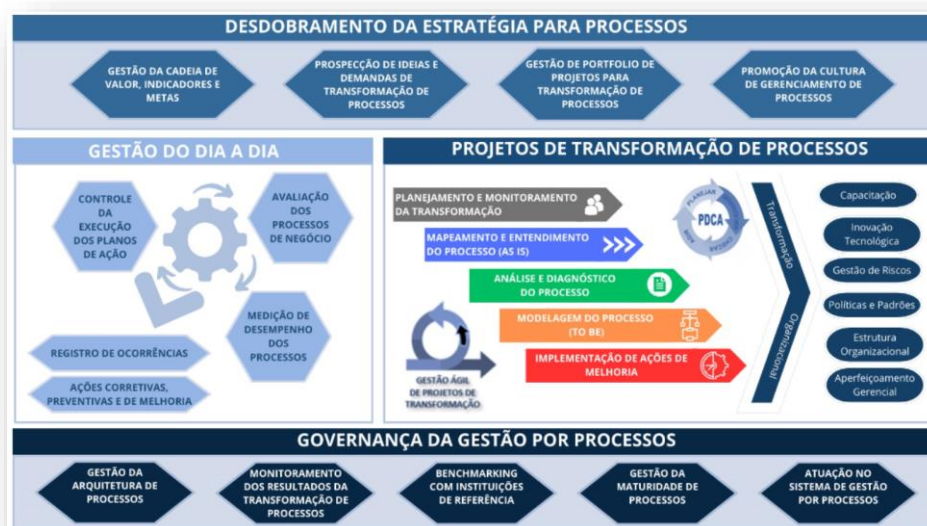 DESDOBRAMENTO DA ESTRATÉGIA PARA PROCESSOS
GESTÃO DA CADEIA DE
VALOR, INDICADORES E
METAS
PROSPECÇÃO DE IDEIAS E
DEMANDAS DE
TRANSFORMAÇÃO DE
PROCESSOS
GESTÃO DE PORTFOLIO DE
PROJETOS PARA
TRANSFORMAÇÃO DE
PROCESSOS
PROMOÇÃO DA CULTURA
DE GERENCIAMENTO DE
PROCESSOS
GESTÃO DO DIA A DIA
CONTROLE
DA
EXECUÇÃO
DOS PLANOS
DE AÇÃO
AVALIAÇÃO
DOS
PROCESSOS
DE NEGÓCIO
MEDIÇÃO DE
DESEMPENHO
DOS
PROCESSOS
REGISTRO DE OCORRÊNCIAS
AÇÕES CORRETIVAS,
PREVENTIVAS E DE MELHORIA
PROJETOS DE TRANSFORMAÇÃO DE PROCESSOS
PLANEJAMENTO E MONITORAMENTO
DA TRANSFORMAÇÃO
MAPEAMENTO E ENTENDIMENTO
DO PROCESSO (AS IS)
ANÁLISE E DIAGNÓSTICO
DO PROCESSO
MODELAGEM DO PROCESSO
(TO BE)
IMPLEMENTAÇÃO DE AÇÕES DE
MELHORIA
GESTÃO ÁGIL
DE PROJETOS DE
TRANSFORMAÇÃO
PLANEJAR
CHECAR
AGIR
PDCA
Transformação
Organizacional
Capacitação
Inovação
Tecnológica
Gestão de Riscos
Políticas e Padrões
Estrutura
Organizacional
Aperfeiçoamento
Gerencial
GOVERNANÇA DA GESTÃO POR PROCESSOS
GESTÃO DA
ARQUITETURA DE
PROCESSOS
MONITORAMENTO
DOS RESULTADOS DA
TRANSFORMAÇÃO DE
PROCESSOS
BENCHMARKING
COM INSTITUIÇÕES
DE REFERÊNCIA
GESTÃO DA
MATURIDADE DE
PROCESSOS
ATUAÇÃO NO
SISTEMA DE GESTÃO
POR PROCESSOS